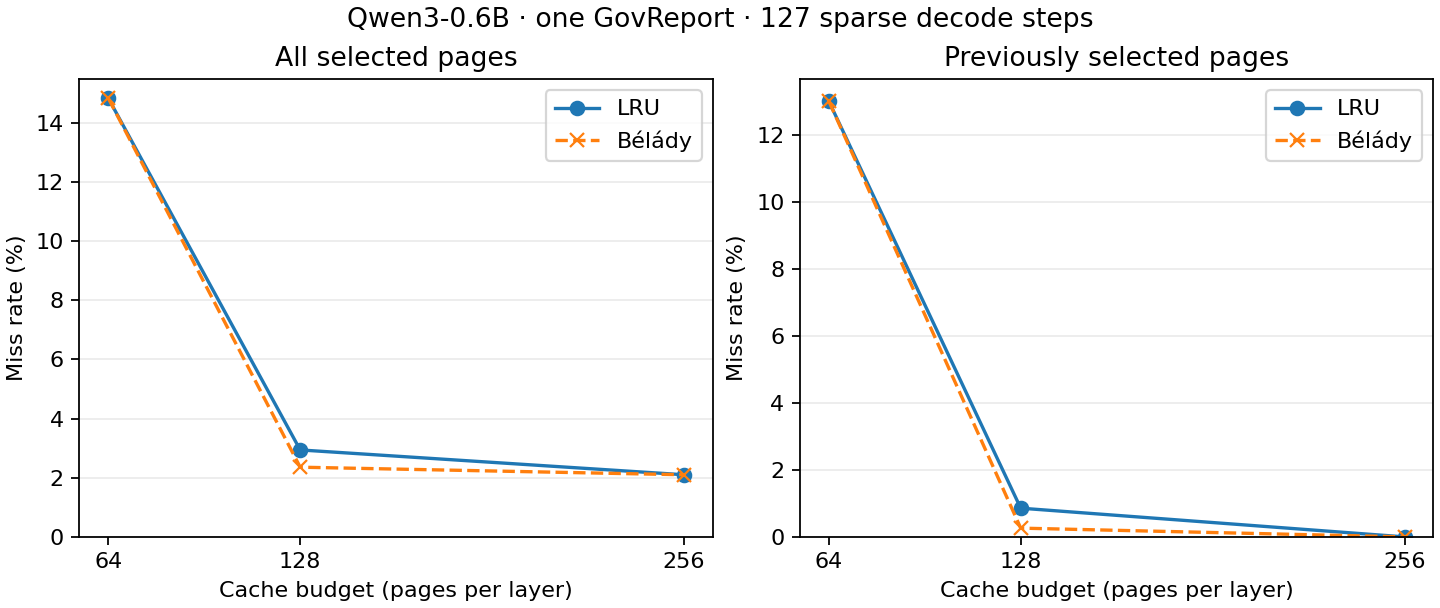 Qwen3-0.6B · one GovReport · 127 sparse decode steps
All selected pages
Miss rate (%)
14
12
10
8
6
4
2
0
64
128
256
Cache budget (pages per layer)
LRU
Bélády
Previously selected pages
Miss rate (%)
12
10
8
6
4
2
0
64
128
256
Cache budget (pages per layer)
LRU
Bélády